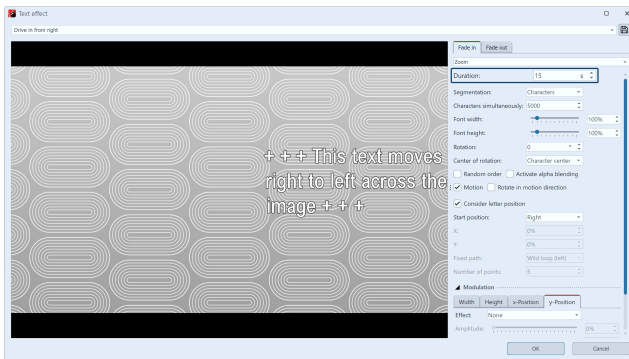 Text effect
Drive in from right
Fade in Fade out
Zoom
Duration: 15 s
Segmentation: Characters
Characters simultaneously: 5000
Font width: 100%
Font height: 100%
Rotation: 0 °
Center of rotation: Character center
Random order Activate alpha blending
Motion Rotate in motion direction
Consider letter position
Start position: Right
X: 0%
Y: 0%
Fixed path: Wild loop (left)
Number of points: 5
Modulation
Width Height x-Position y-Position
Effect: None
Amplitude: 0%
OK Cancel
+ + + This text moves
right to left across the
image + + +